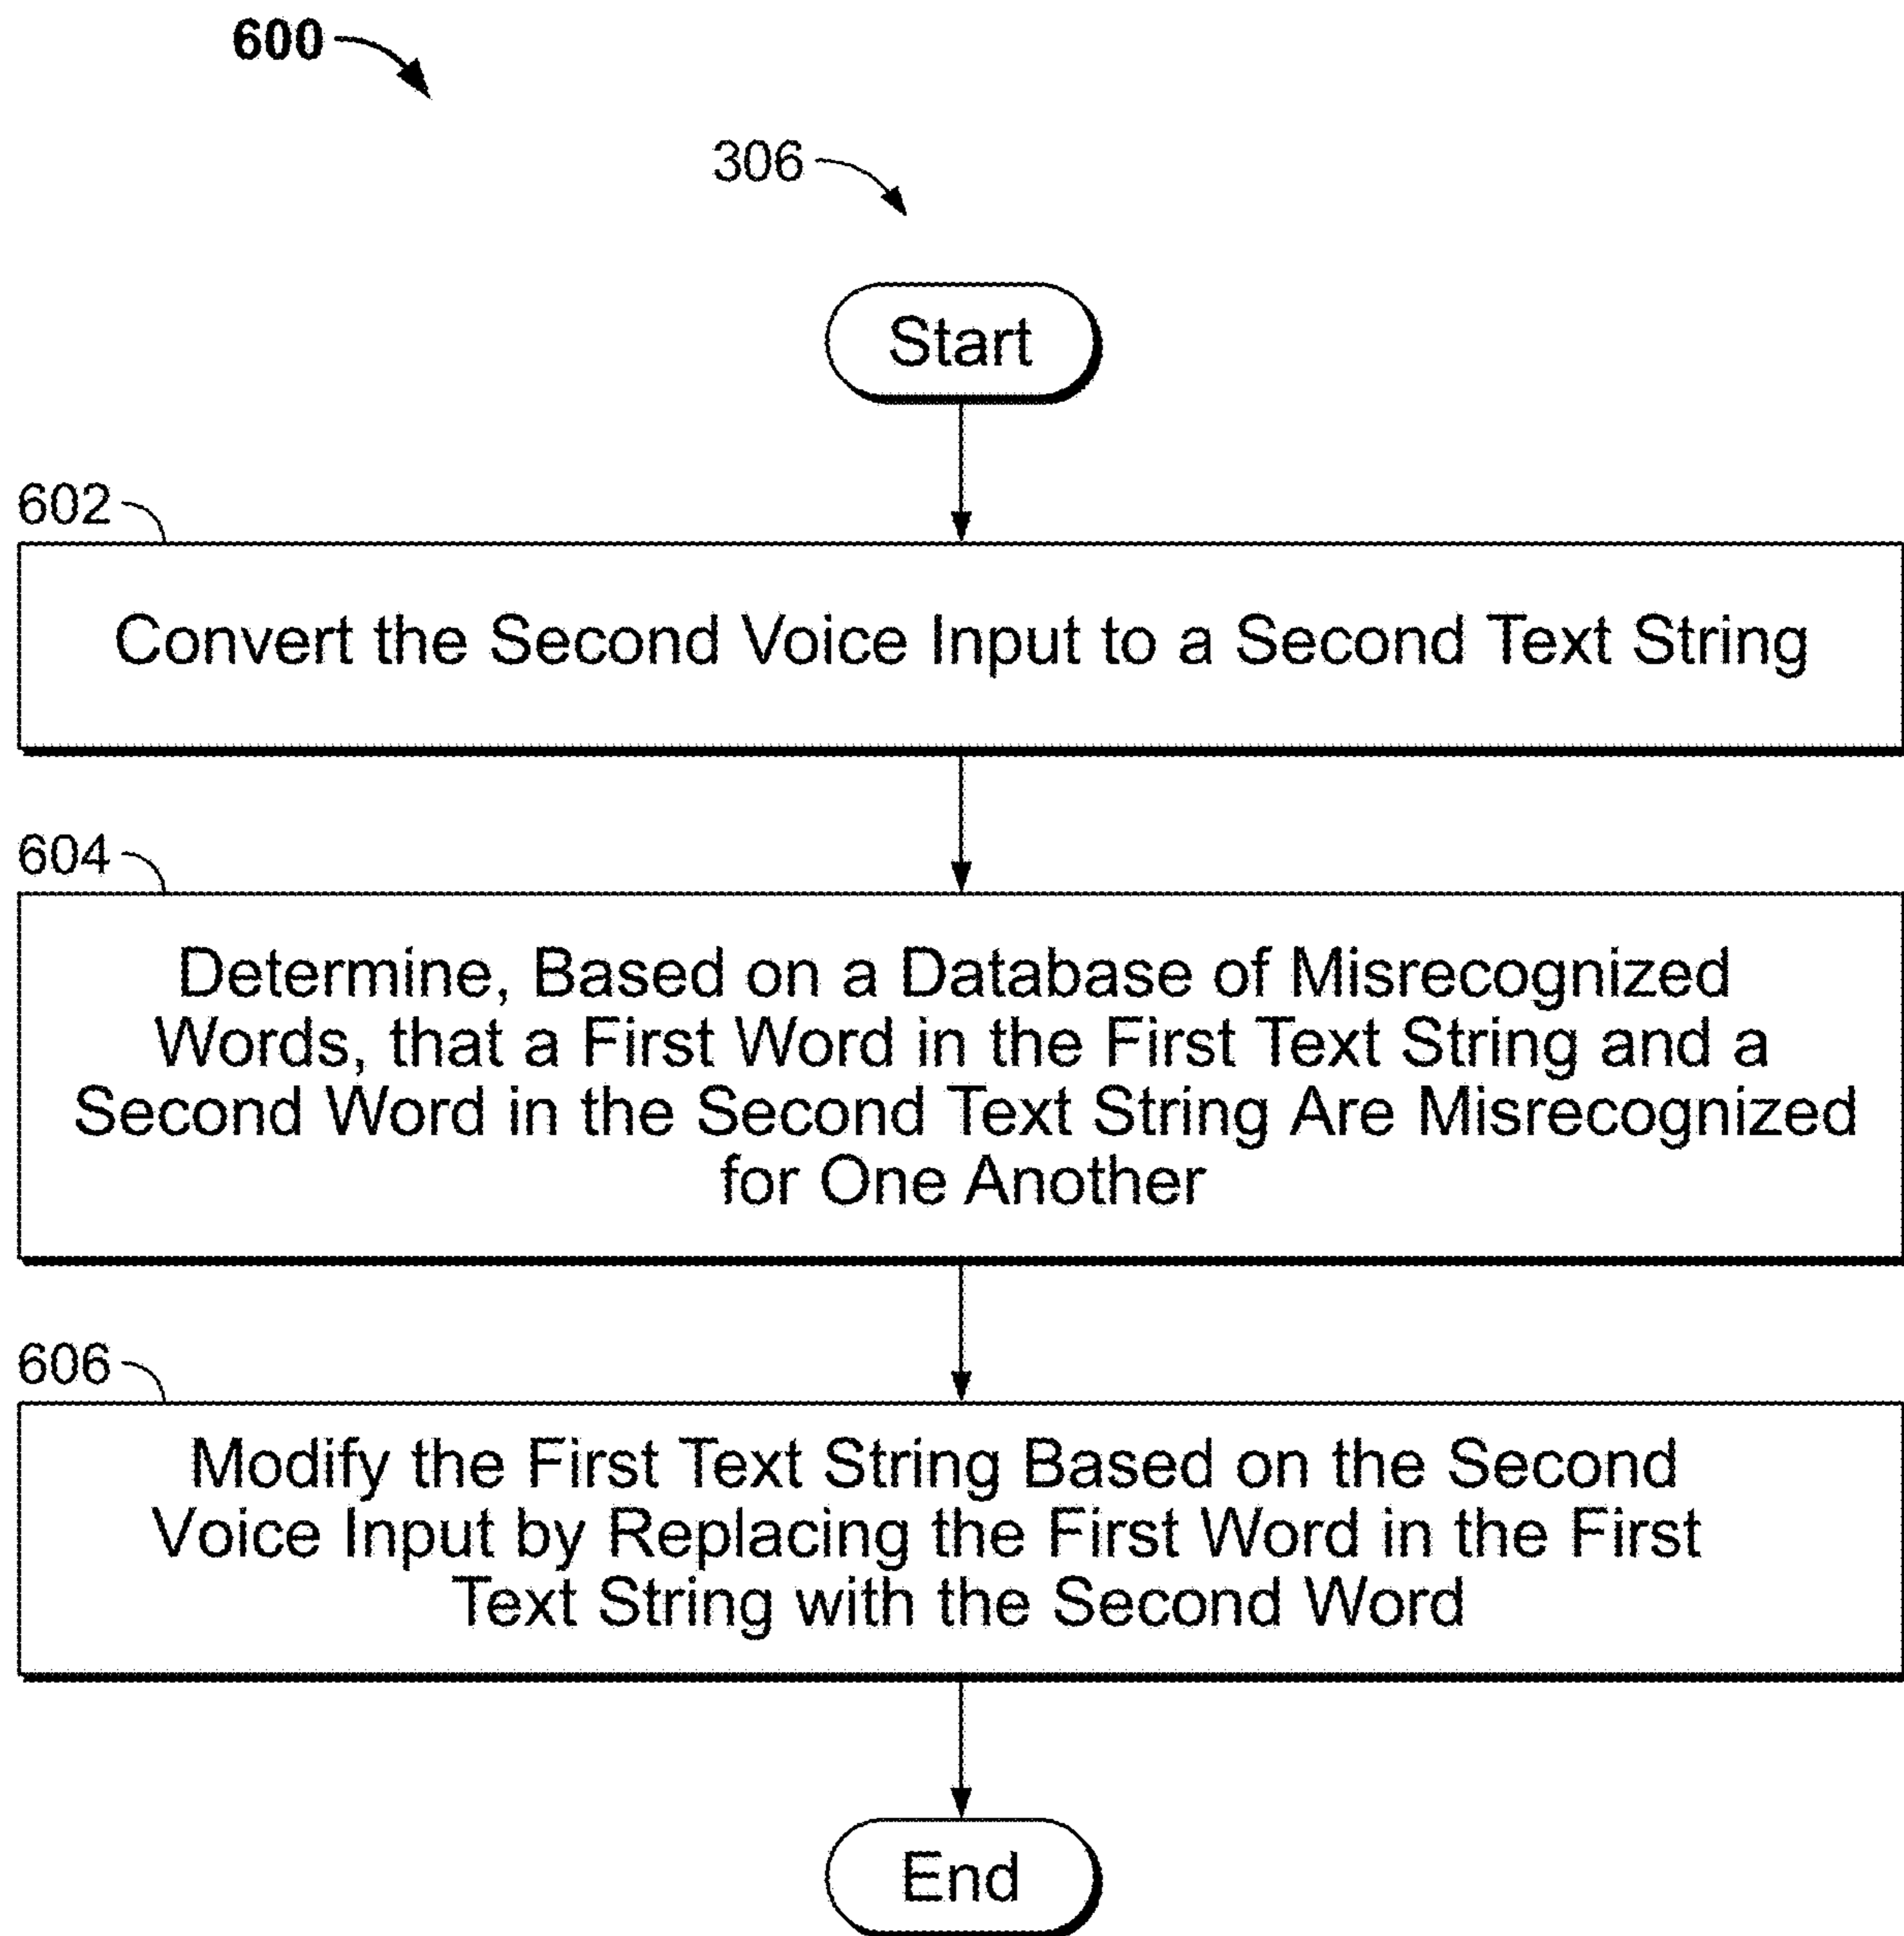 600
306
Start
602
Convert the Second Voice Input to a Second Text String
604
Determine, Based on a Database of Misrecognized
Words, that a First Word in the First Text String and a
Second Word in the Second Text String Are Misrecognized
for One Another
606
Modify the First Text String Based on the Second
Voice Input by Replacing the First Word in the First
Text String with the Second Word
End